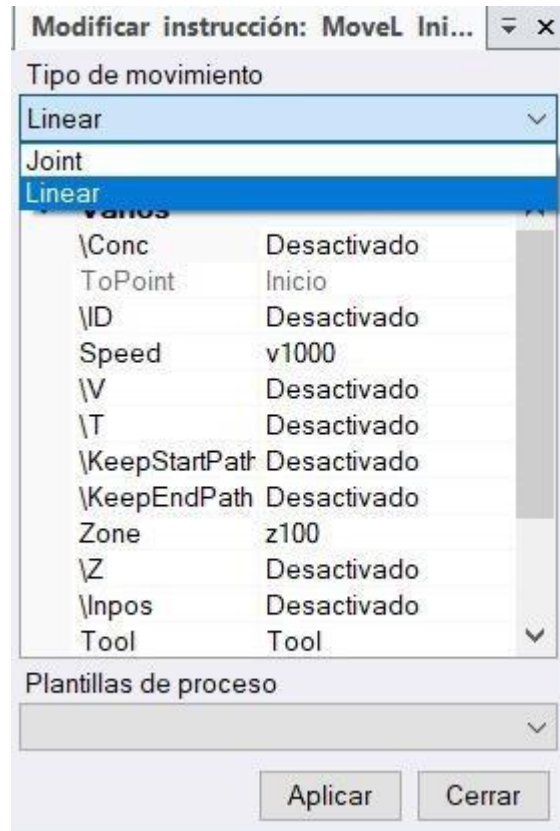 Modificar instrucción: MoveL Ini...
Tipo de movimiento
Linear
Joint
Linear
Varios
\Conc Desactivado
ToPoint Inicio
\ID Desactivado
Speed v1000
\V Desactivado
\T Desactivado
\KeepStartPath Desactivado
\KeepEndPath Desactivado
Zone z100
\Z Desactivado
\Inpos Desactivado
Tool Tool
Plantillas de proceso
Aplicar Cerrar